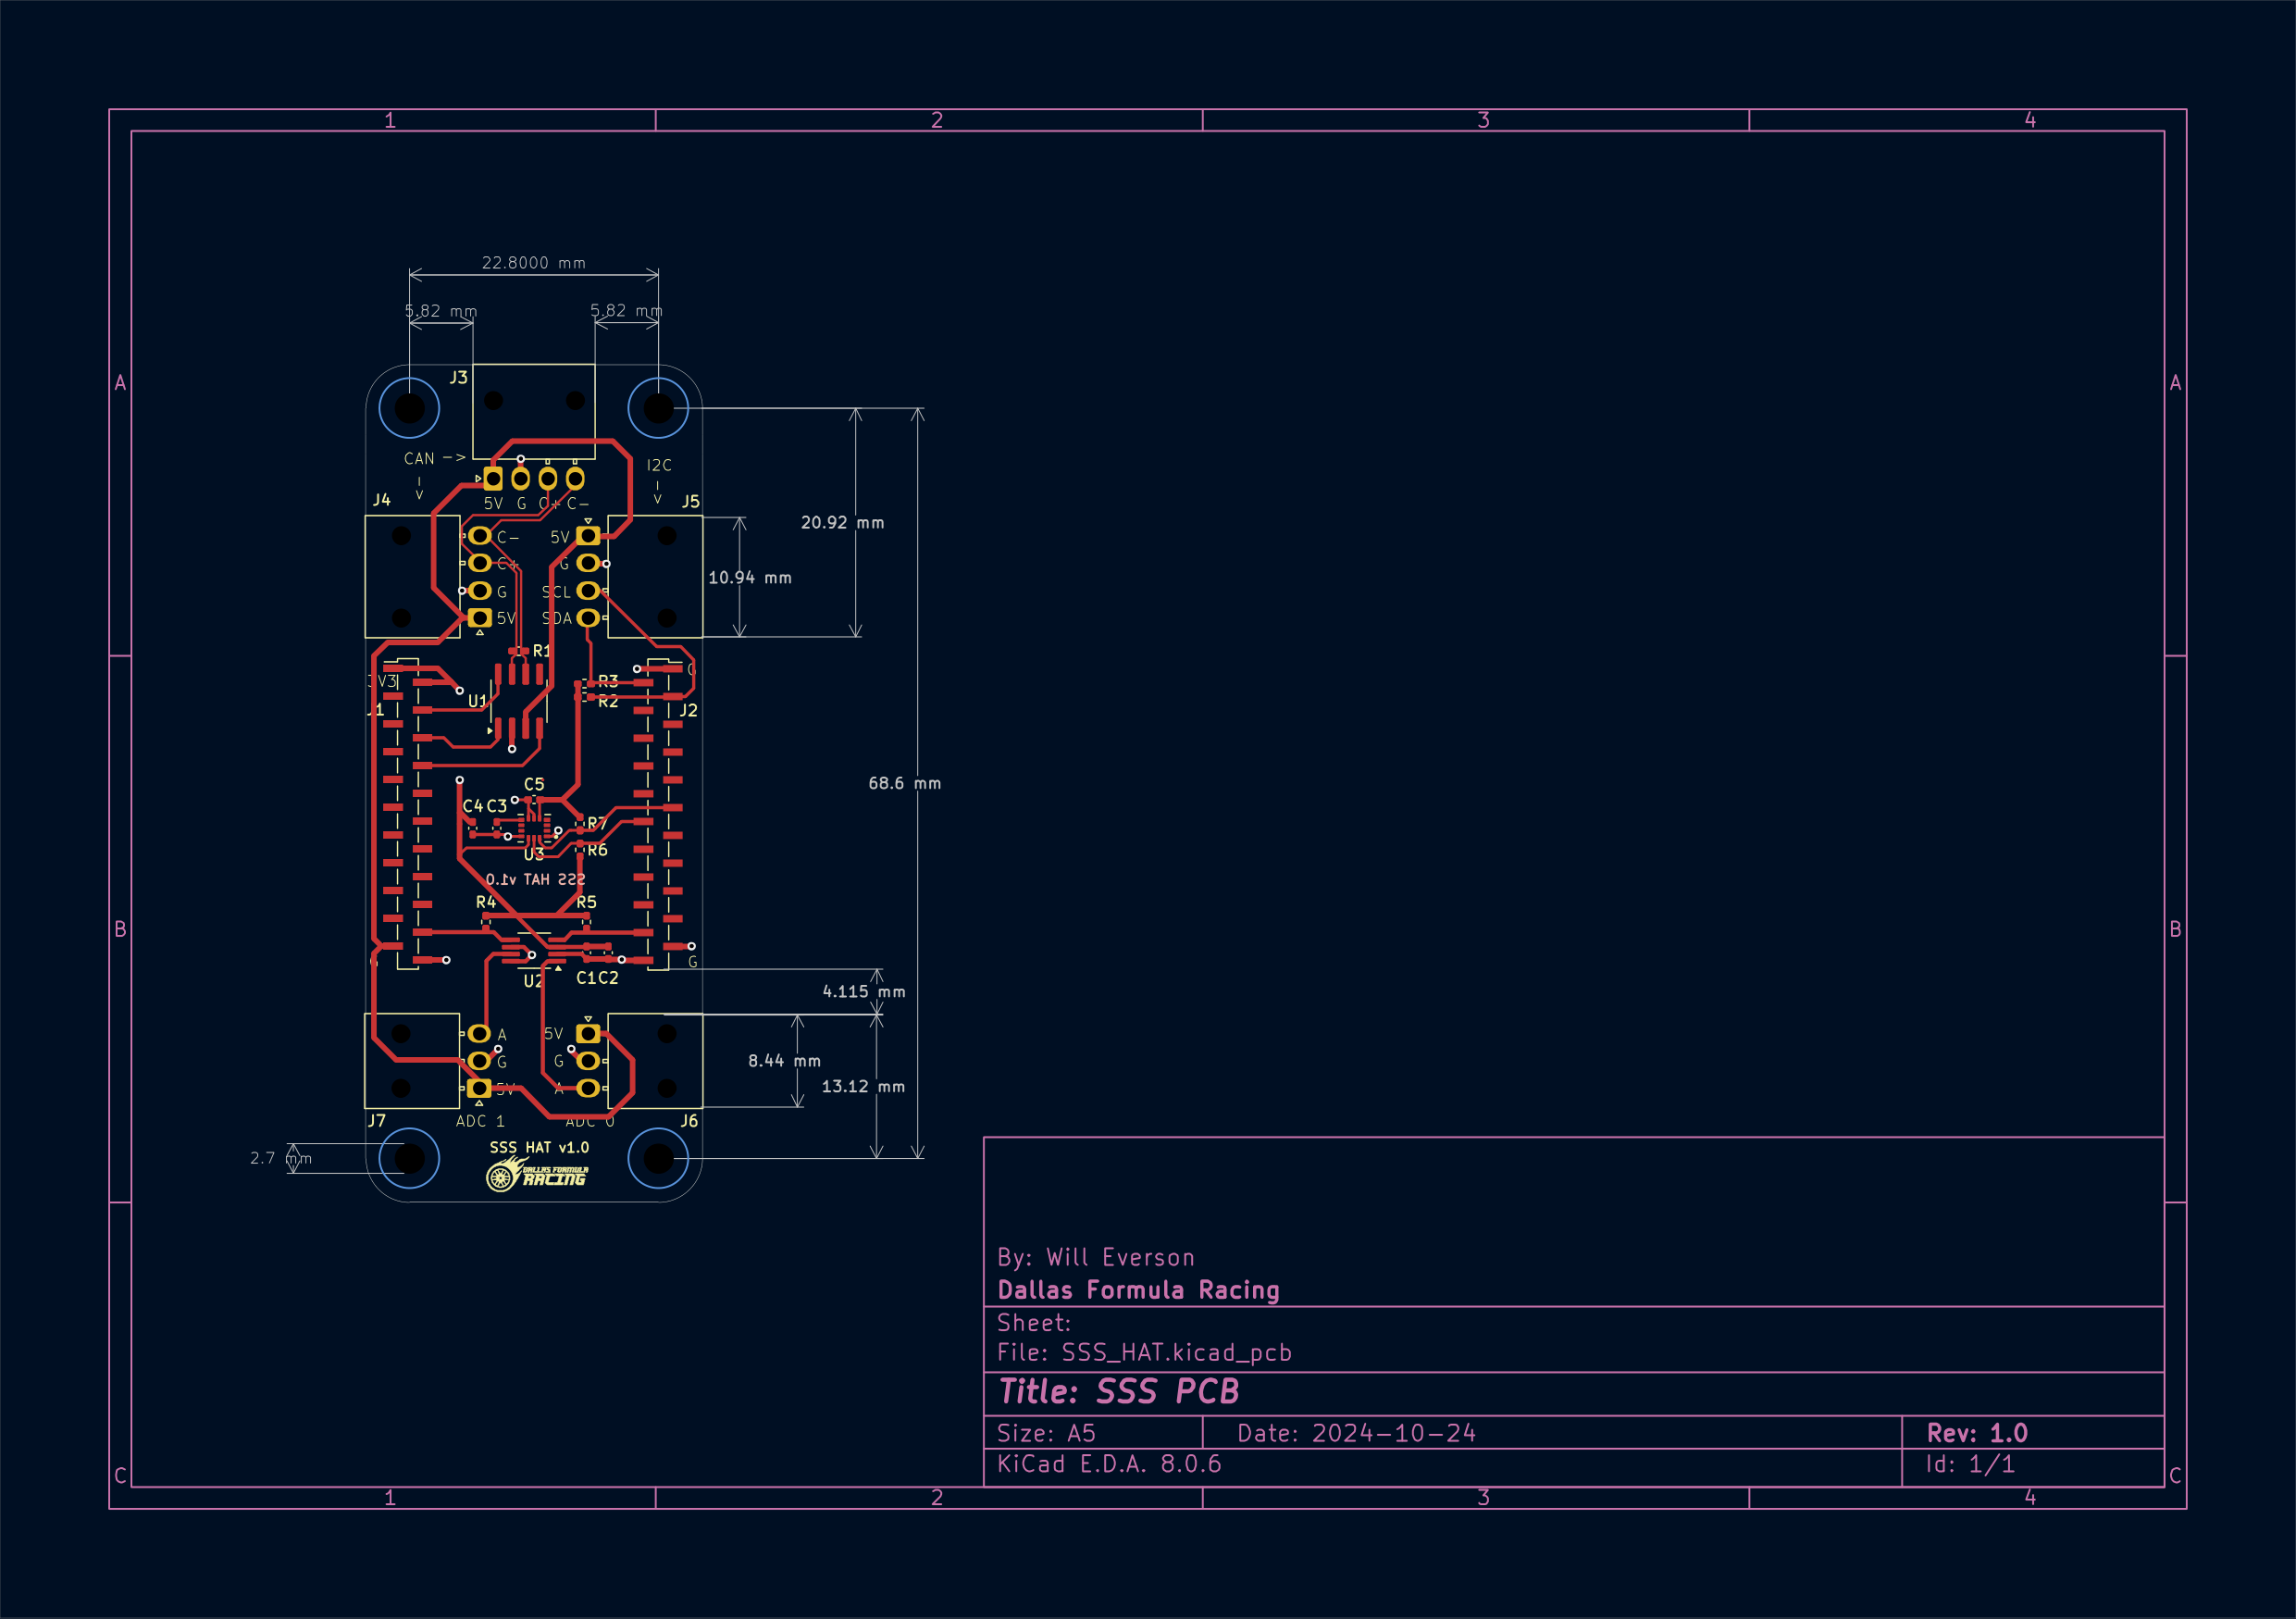 1 2 3 4
22.8000 mm
5.82 mm 5.82 mm
A A
J3
CAN ->
I2C
->
->
J4 J5
5V G C+ C-
20.92 mm
C- 5V
C+ G
10.94 mm
G SCL
5V SDA
R1
G
3V3 R3
U1 R2
J1 J2
68.6 mm
C5
C4 C3
R7
R6
U3
SSS HAT v1.0
R4 R5
B B
G G
C1 C2
U2
4.115 mm
A 5V
G G
8.44 mm
5V A
13.12 mm
J7 ADC 1 ADC 0 J6
SSS HAT v1.0
2.7 mm
DALLAS FORMULA
RACING
By: Will Everson
Dallas Formula Racing
Sheet:
File: SSS_HAT.kicad_pcb
Title: SSS PCB
Size: A5 Date: 2024-10-24 Rev: 1.0
KiCad E.D.A. 8.0.6 Id: 1/1
C C
1 2 3 4